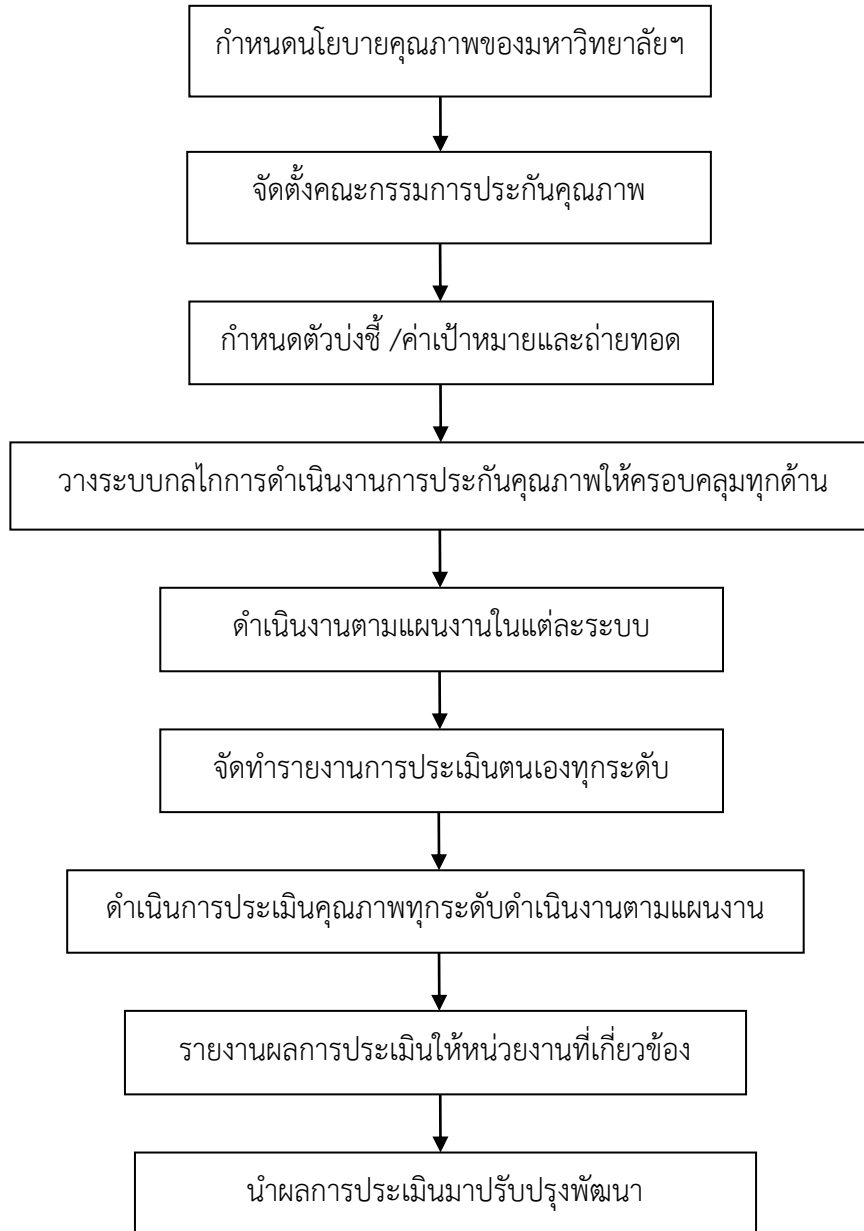 กำหนดนโยบายคุณภาพของมหาวิทยาลัยฯ
จัดตั้งคณะกรรมการประกันคุณภาพ
กำหนดตัวบ่งชี้ /ค่าเป้าหมายและถ่ายทอด
วางระบบกลไกการดำเนินงานการประกันคุณภาพให้ครอบคลุมทุกด้าน
ดำเนินงานตามแผนงานในแต่ละระบบ
จัดทำรายงานการประเมินตนเองทุกระดับ
ดำเนินการประเมินคุณภาพทุกระดับดำเนินงานตามแผนงาน
รายงานผลการประเมินให้หน่วยงานที่เกี่ยวข้อง
นำผลการประเมินมาปรับปรุงพัฒนา